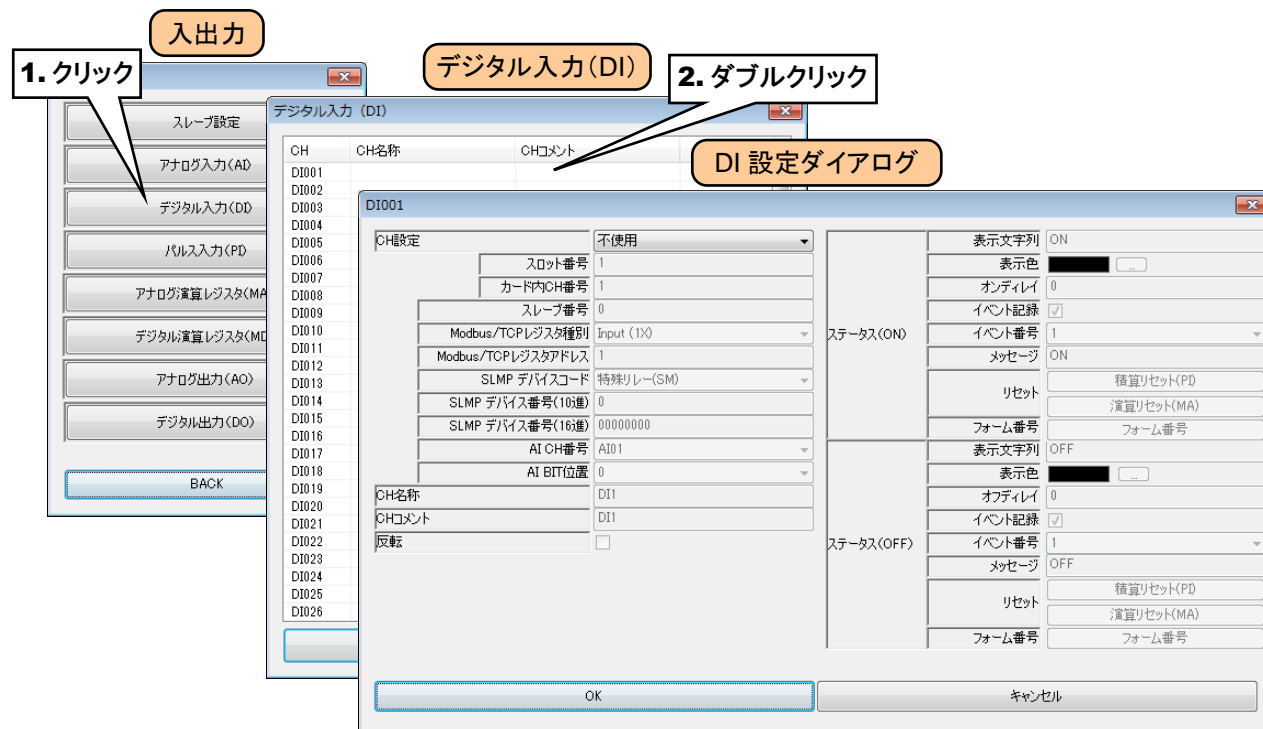 入出力
1. クリック
スレーブ設定
アナログ入力(AI)
デジタル入力(DI)
パルス入力(PI)
アナログ演算レジスタ(MA
デジタル演算レジスタ(MD
アナログ出力(AO)
デジタル出力(DO)
BACK
デジタル入力(DI)
2. ダブルクリック
デジタル入力 (DI)
CH CH名称 CHコメント
DI001
DI002
DI003
DI004
DI005
DI006
DI007
DI008
DI009
DI010
DI011
DI012
DI013
DI014
DI015
DI016
DI017
DI018
DI019
DI020
DI021
DI022
DI023
DI024
DI025
DI026
DI 設定ダイアログ
DI001
CH設定 不使用
スロット番号 1
カード内CH番号 1
スレーブ番号 0
Modbus/TCPレジスタ種別 Input (1X)
Modbus/TCPレジスタアドレス 1
SLMP デバイスコード 特殊リレー(SM)
SLMP デバイス番号(10進) 0
SLMP デバイス番号(16進) 00000000
AI CH番号 AI01
AI BIT位置 0
CH名称 DI1
CHコメント DI1
反転
ステータス(ON)
表示文字列 ON
表示色 ...
オンディレイ 0
イベント記録
イベント番号 1
メッセージ ON
リセット 積算リセット(PI)
演算リセット(MA)
フォーム番号 フォーム番号
ステータス(OFF)
表示文字列 OFF
表示色 ...
オフディレイ 0
イベント記録
イベント番号 1
メッセージ OFF
リセット 積算リセット(PI)
演算リセット(MA)
フォーム番号 フォーム番号
OK キャンセル